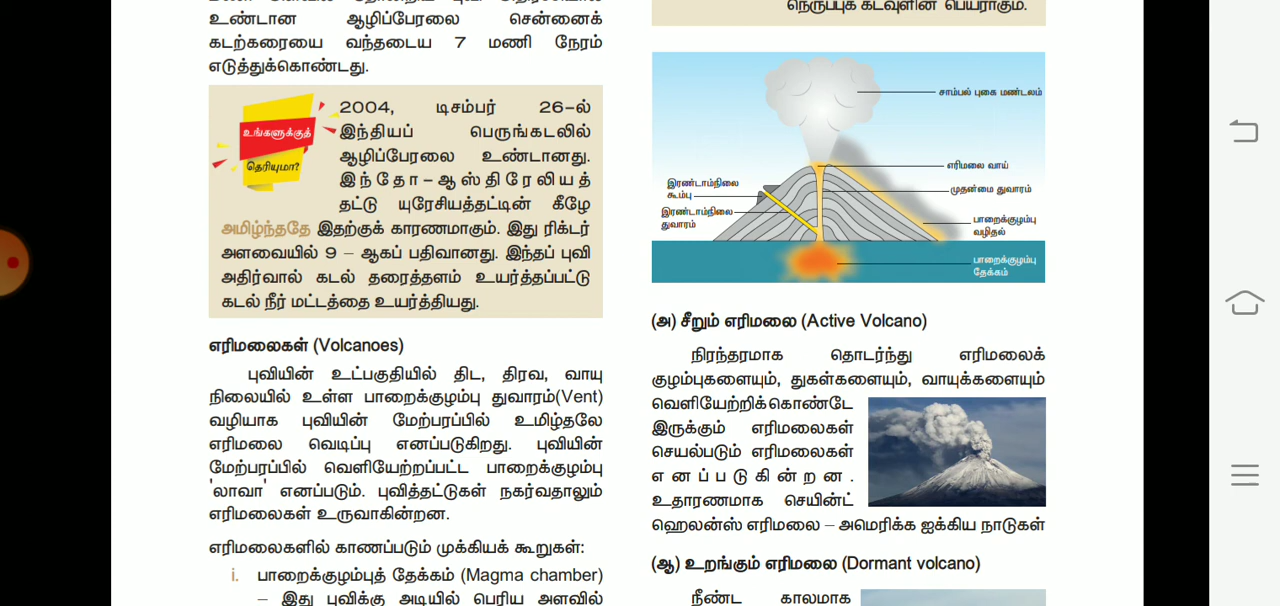 உண்டான ஆழிப்பேரலை சென்னைக்
கடற்கரையை வந்தடைய 7 மணி நேரம்
எடுத்துக்கொண்டது.
உங்களுக்குத்
தெரியுமா?
2004, டிசம்பர் 26–ல்
இந்தியப் பெருங்கடலில்
ஆழிப்பேரலை உண்டானது.
இந்தோ–ஆஸ்திரேலியத்
தட்டு யுரேசியத்தட்டின் கீழே
அமிழ்ந்ததே இதற்குக் காரணமாகும். இது ரிக்டர்
அளவையில் 9 – ஆகப் பதிவானது. இந்தப் புவி
அதிர்வால் கடல் தரைத்தளம் உயர்த்தப்பட்டு
கடல் நீர் மட்டத்தை உயர்த்தியது.
எரிமலைகள் (Volcanoes)
புவியின் உட்பகுதியில் திட, திரவ, வாயு
நிலையில் உள்ள பாறைக்குழம்பு துவாரம்(Vent)
வழியாக புவியின் மேற்பரப்பில் உமிழ்தலே
எரிமலை வெடிப்பு எனப்படுகிறது. புவியின்
மேற்பரப்பில் வெளியேற்றப்பட்ட பாறைக்குழம்பு
'லாவா' எனப்படும். புவித்தட்டுகள் நகர்வதாலும்
எரிமலைகள் உருவாகின்றன.
எரிமலைகளில் காணப்படும் முக்கியக் கூறுகள்:
i. பாறைக்குழம்புத் தேக்கம் (Magma chamber)
– இது புவிக்கு அடியில் பெரிய அளவில்
நெருப்புக் கடவுளின் பெயராகும்.
சாம்பல் புகை மண்டலம்
எரிமலை வாய்
இரண்டாம்நிலை
கூம்பு
முதன்மை துவாரம்
இரண்டாம்நிலை
துவாரம்
பாறைக்குழம்பு
வழிதல்
பாறைக்குழம்பு
தேக்கம்
(அ) சீறும் எரிமலை (Active Volcano)
நிரந்தரமாக தொடர்ந்து எரிமலைக்
குழம்புகளையும், துகள்களையும், வாயுக்களையும்
வெளியேற்றிக்கொண்டே
இருக்கும் எரிமலைகள்
செயல்படும் எரிமலைகள்
எனப்படுகின்றன.
உதாரணமாக செயின்ட்
ஹெலன்ஸ் எரிமலை – அமெரிக்க ஐக்கிய நாடுகள்
(ஆ) உறங்கும் எரிமலை (Dormant volcano)
நீண்ட காலமாக